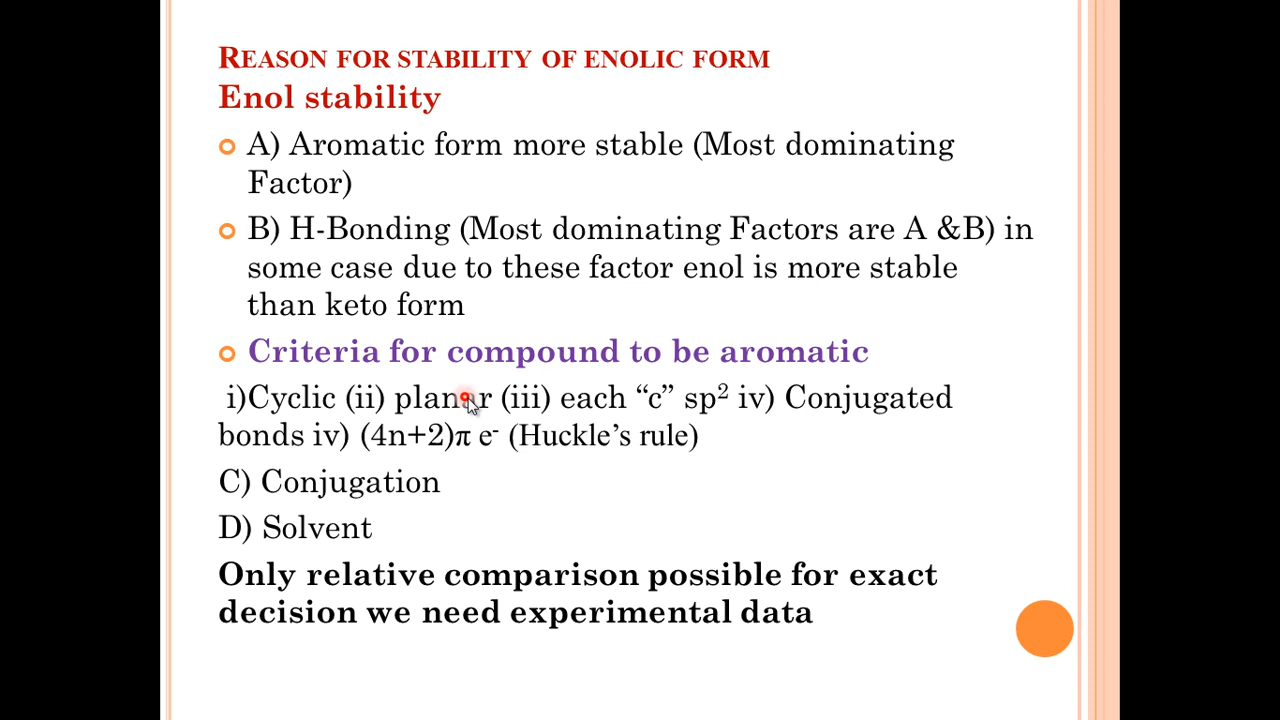 REASON FOR STABILITY OF ENOLIC FORM
Enol stability
A) Aromatic form more stable (Most dominating
Factor)
B) H-Bonding (Most dominating Factors are A &B) in
some case due to these factor enol is more stable
than keto form
Criteria for compound to be aromatic
i)Cyclic (ii) planar (iii) each “c” sp² iv) Conjugated
bonds iv) (4n+2)π e⁻ (Huckle’s rule)
C) Conjugation
D) Solvent
Only relative comparison possible for exact
decision we need experimental data